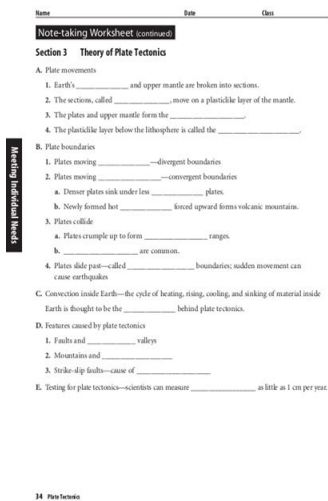 Name Date Class
Note-taking Worksheet (continued)
Section 3 Theory of Plate Tectonics
A. Plate movements
1. Earth's ____________ and upper mantle are broken into sections.
2. The sections, called ____________, move on a plasticlike layer of the mantle.
3. The plates and upper mantle form the ________________.
4. The plasticlike layer below the lithosphere is called the ________________.
Meeting Individual Needs
B. Plate boundaries
1. Plates moving ____________—divergent boundaries
2. Plates moving ______________—convergent boundaries
a. Denser plates sink under less ____________ plates.
b. Newly formed hot ____________ forced upward forms volcanic mountains.
3. Plates collide
a. Plates crumple up to form ______________ ranges.
b. ________________ are common.
4. Plates slide past—called ______________ boundaries; sudden movement can
cause earthquakes
C. Convection inside Earth—the cycle of heating, rising, cooling, and sinking of material inside
Earth is thought to be the ____________ behind plate tectonics.
D. Features caused by plate tectonics
1. Faults and __________ valleys
2. Mountains and ______________
3. Strike-slip faults—cause of ________________
E. Testing for plate tectonics—scientists can measure ______________ as little as 1 cm per year.
34 Plate Tectonics